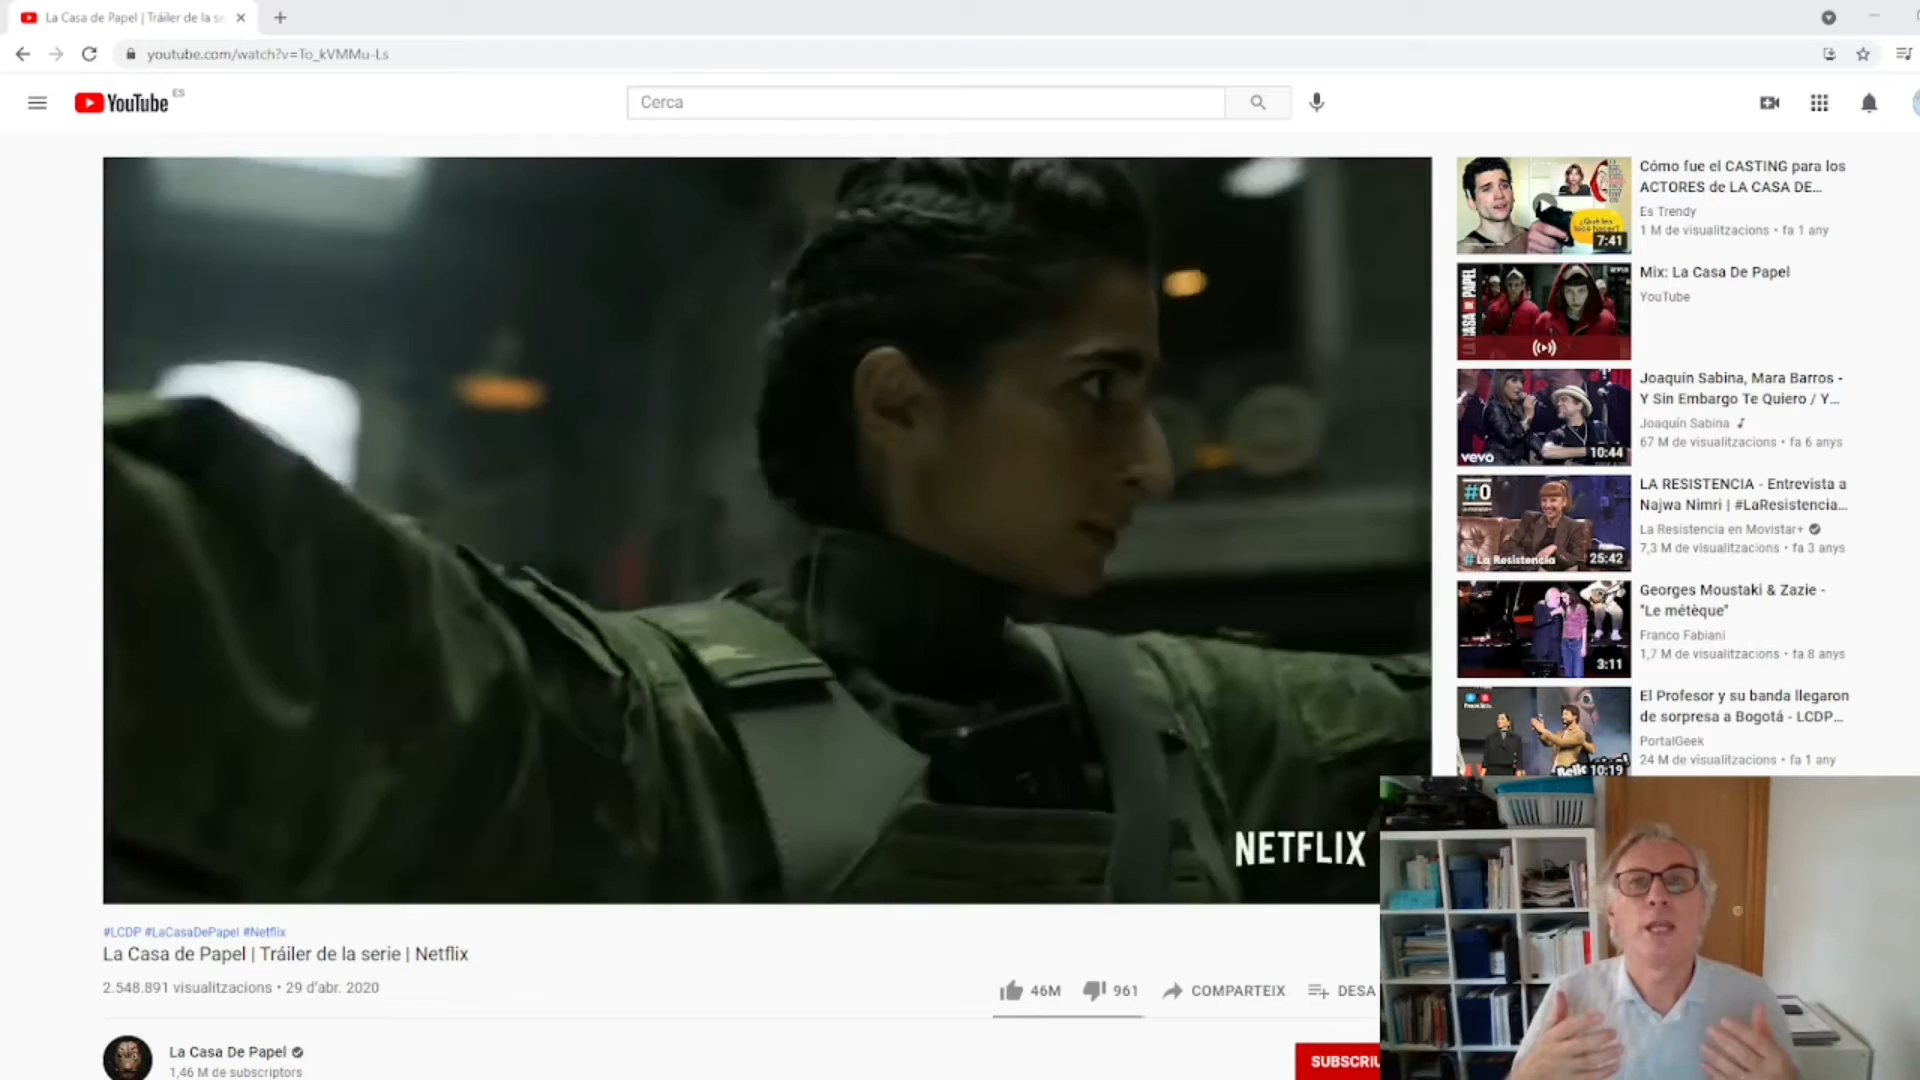 La Casa de Papel | Tráiler de la se
youtube.com/watch?v=To_kVMMu-Ls
YouTube ES
Cerca
NETFLIX
#LCDP #LaCasaDePapel #Netflix
La Casa de Papel | Tráiler de la serie | Netflix
2.548.891 visualitzacions • 29 d'abr. 2020
46M 961 COMPARTEIX DESA
La Casa De Papel
1,46 M de subscriptors
SUBSCRIU
7:41
Cómo fue el CASTING para los
ACTORES de LA CASA DE...
Es Trendy
1 M de visualitzacions • fa 1 any
LA CASA DE PAPEL
Mix: La Casa De Papel
YouTube
vevo
10:44
Joaquín Sabina, Mara Barros -
Y Sin Embargo Te Quiero / Y...
Joaquín Sabina
67 M de visualitzacions • fa 6 anys
#0
# La Resistencia
25:42
LA RESISTENCIA - Entrevista a
Najwa Nimri | #LaResistencia...
La Resistencia en Movistar+
7,3 M de visualitzacions • fa 3 anys
3:11
Georges Moustaki & Zazie -
"Le métèque"
Franco Fabiani
1,7 M de visualitzacions • fa 8 anys
10:19
El Profesor y su banda llegaron
de sorpresa a Bogotá - LCDP...
PortalGeek
24 M de visualitzacions • fa 1 any